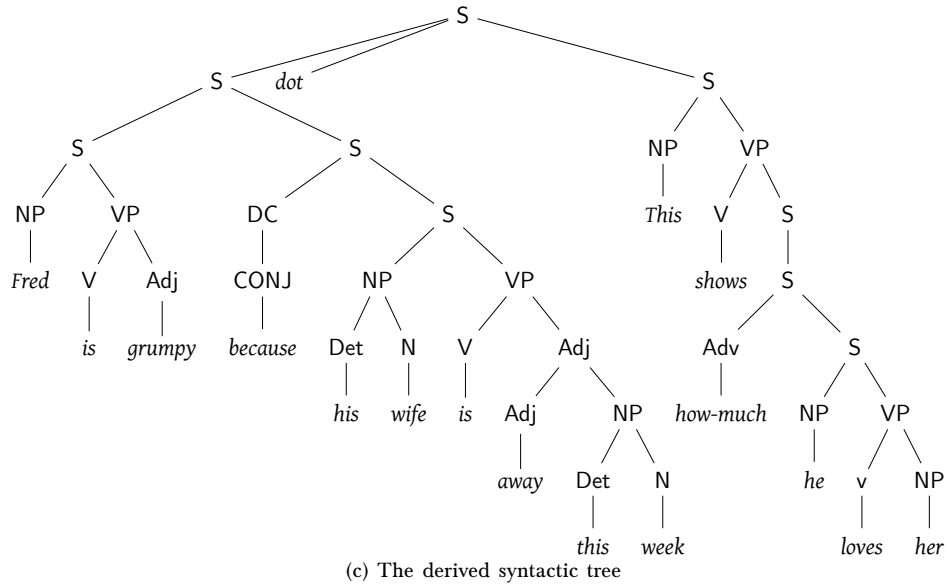 S
S dot S
S S NP VP
NP VP DC S This V S
Fred V Adj CONJ NP VP shows S
is grumpy because Det N V Adj Adv S
his wife is Adj NP how-much NP VP
away Det N he v NP
this week loves her
(c) The derived syntactic tree